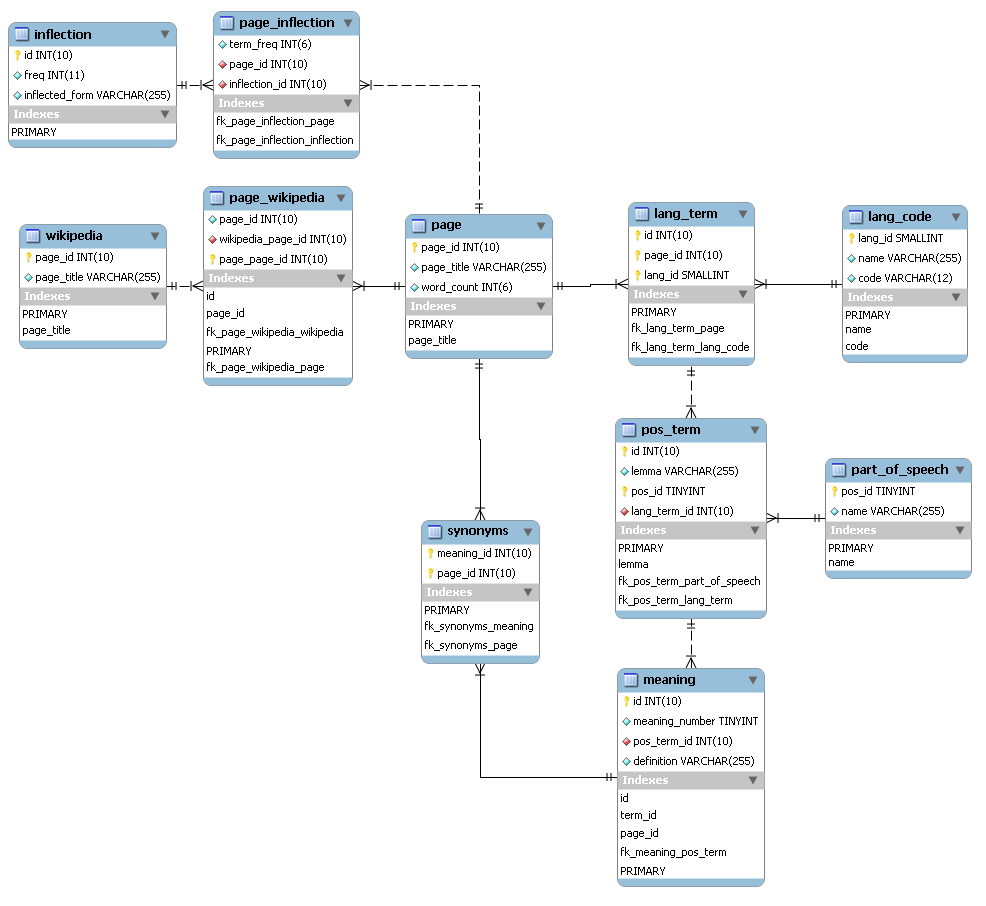 inflection
id INT(10)
freq INT(11)
inflected_form VARCHAR(255)
Indexes
PRIMARY
page_inflection
term_freq INT(6)
page_id INT(10)
inflection_id INT(10)
Indexes
fk_page_inflection_page
fk_page_inflection_inflection
wikipedia
page_id INT(10)
page_title VARCHAR(255)
Indexes
PRIMARY
page_title
page_wikipedia
page_id INT(10)
wikipedia_page_id INT(10)
page_page_id INT(10)
Indexes
id
page_id
fk_page_wikipedia_wikipedia
PRIMARY
fk_page_wikipedia_page
page
page_id INT(10)
page_title VARCHAR(255)
word_count INT(6)
Indexes
PRIMARY
page_title
lang_term
id INT(10)
page_id INT(10)
lang_id SMALLINT
Indexes
PRIMARY
fk_lang_term_page
fk_lang_term_lang_code
lang_code
lang_id SMALLINT
name VARCHAR(255)
code VARCHAR(12)
Indexes
PRIMARY
name
code
pos_term
id INT(10)
lemma VARCHAR(255)
pos_id TINYINT
lang_term_id INT(10)
Indexes
PRIMARY
lemma
fk_pos_term_part_of_speech
fk_pos_term_lang_term
part_of_speech
pos_id TINYINT
name VARCHAR(255)
Indexes
PRIMARY
name
synonyms
meaning_id INT(10)
page_id INT(10)
Indexes
PRIMARY
fk_synonyms_meaning
fk_synonyms_page
meaning
id INT(10)
meaning_number TINYINT
pos_term_id INT(10)
definition VARCHAR(255)
Indexes
id
term_id
page_id
fk_meaning_pos_term
PRIMARY